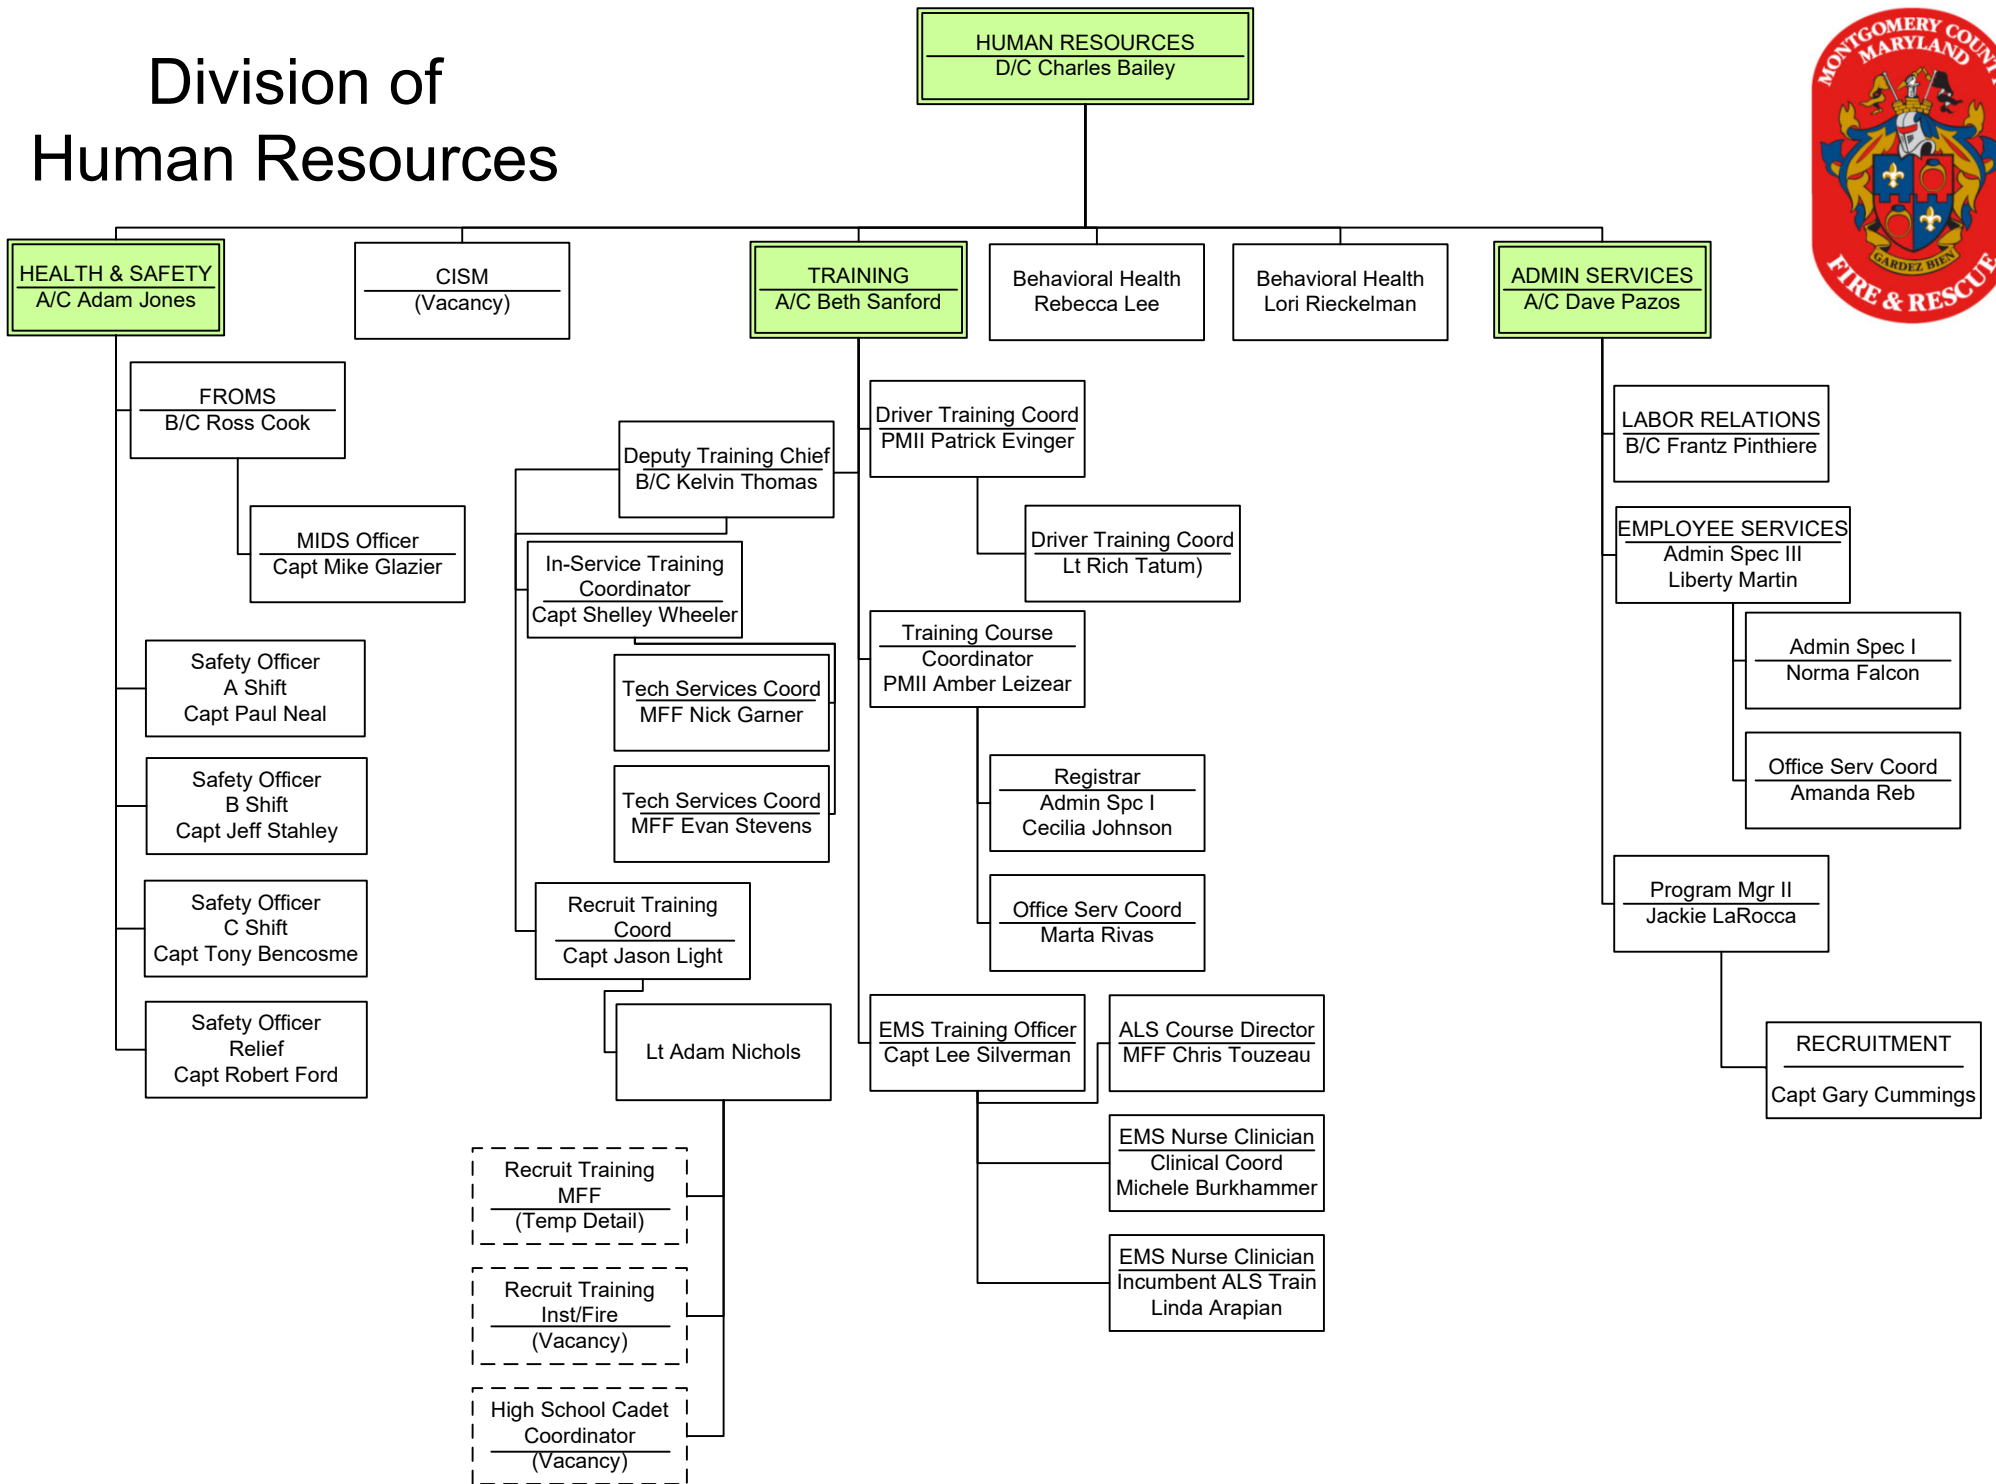 Division of
Human Resources
HUMAN RESOURCES
D/C Charles Bailey
MONTGOMERY COUNTY
MARYLAND
GARDEZ BIEN
FIRE & RESCUE
HEALTH & SAFETY
A/C Adam Jones
CISM
(Vacancy)
TRAINING
A/C Beth Sanford
Behavioral Health
Rebecca Lee
Behavioral Health
Lori Rieckelman
ADMIN SERVICES
A/C Dave Pazos
FROMS
B/C Ross Cook
MIDS Officer
Capt Mike Glazier
Safety Officer
A Shift
Capt Paul Neal
Safety Officer
B Shift
Capt Jeff Stahley
Safety Officer
C Shift
Capt Tony Bencosme
Safety Officer
Relief
Capt Robert Ford
Deputy Training Chief
B/C Kelvin Thomas
In-Service Training
Coordinator
Capt Shelley Wheeler
Tech Services Coord
MFF Nick Garner
Tech Services Coord
MFF Evan Stevens
Recruit Training
Coord
Capt Jason Light
Lt Adam Nichols
Recruit Training
MFF
(Temp Detail)
Recruit Training
Inst/Fire
(Vacancy)
High School Cadet
Coordinator
(Vacancy)
Driver Training Coord
PMII Patrick Evinger
Driver Training Coord
Lt Rich Tatum)
Training Course
Coordinator
PMII Amber Leizear
Registrar
Admin Spc I
Cecilia Johnson
Office Serv Coord
Marta Rivas
EMS Training Officer
Capt Lee Silverman
ALS Course Director
MFF Chris Touzeau
EMS Nurse Clinician
Clinical Coord
Michele Burkhammer
EMS Nurse Clinician
Incumbent ALS Train
Linda Arapian
LABOR RELATIONS
B/C Frantz Pinthiere
EMPLOYEE SERVICES
Admin Spec III
Liberty Martin
Admin Spec I
Norma Falcon
Office Serv Coord
Amanda Reb
Program Mgr II
Jackie LaRocca
RECRUITMENT
Capt Gary Cummings